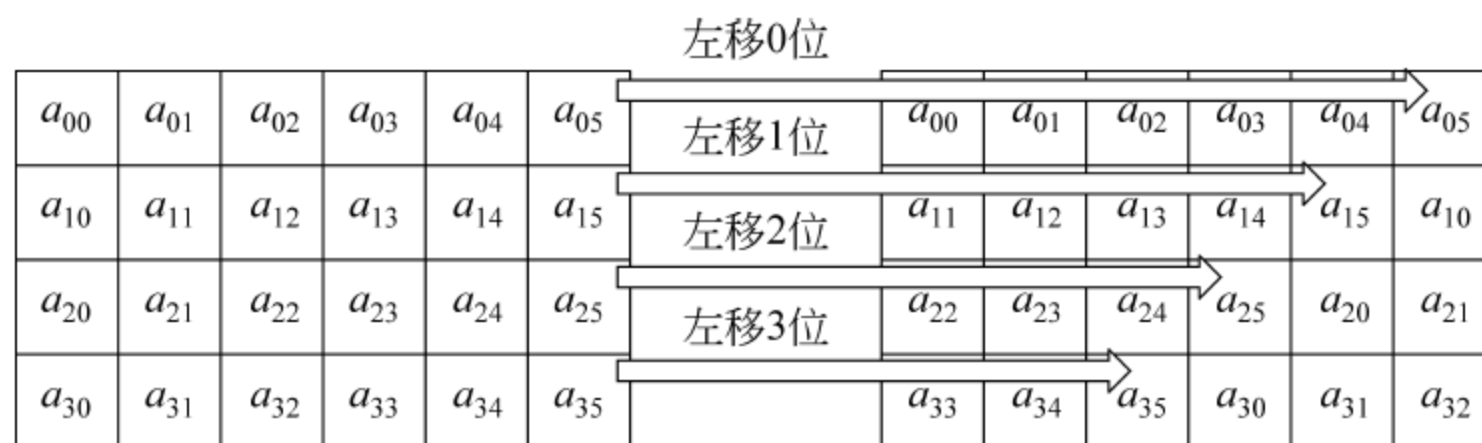 左移0位
a00 a01 a02 a03 a04 a05 左移1位 a00 a01 a02 a03 a04 a05
a10 a11 a12 a13 a14 a15 左移2位 a11 a12 a13 a14 a15 a10
a20 a21 a22 a23 a24 a25 左移3位 a22 a23 a24 a25 a20 a21
a30 a31 a32 a33 a34 a35 a33 a34 a35 a30 a31 a32